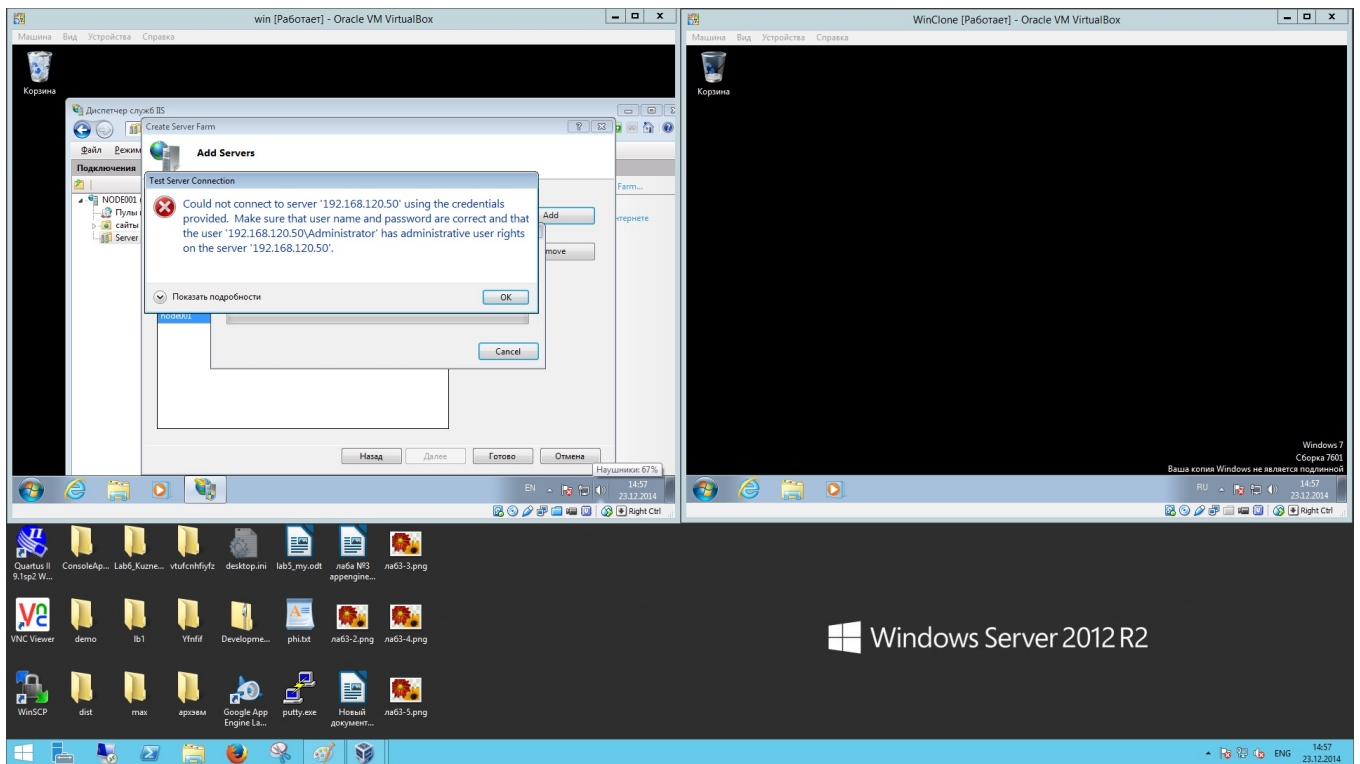 win [Работает] - Oracle VM VirtualBox
Машина Вид Устройства Справка
Корзина
Диспетчер служб IIS
Create Server Farm
Файл Режим
Add Servers
Подключения
Test Server Connection
Farm...
NODE001
Пулы
сайты
Server
Could not connect to server '192.168.120.50' using the credentials
provided. Make sure that user name and password are correct and that
the user '192.168.120.50\Administrator' has administrative user rights
on the server '192.168.120.50'.
Add
тернете
move
Показать подробности
OK
node001
Cancel
Назад Далее Готово Отмена
Наушники: 67%
EN
14:57
23.12.2014
Right Ctrl
WinClone [Работает] - Oracle VM VirtualBox
Машина Вид Устройства Справка
Корзина
Windows 7
Сборка 7601
Ваша копия Windows не является подлинной
RU
14:57
23.12.2014
Right Ctrl
Quartus II
9.1sp2 W...
ConsoleAp...
Lab6_Kuzne...
vtufcnhfiyfz
desktop.ini
lab5_my.odt
лаба №3
appengine...
лаб3-3.png
VNC Viewer
demo
lb1
Yfnfif
Developme...
phi.txt
лаб3-2.png
лаб3-4.png
WinSCP
dist
max
архэвм
Google App
Engine La...
putty.exe
Новый
документ...
лаб3-5.png
Windows Server 2012 R2
ENG
14:57
23.12.2014